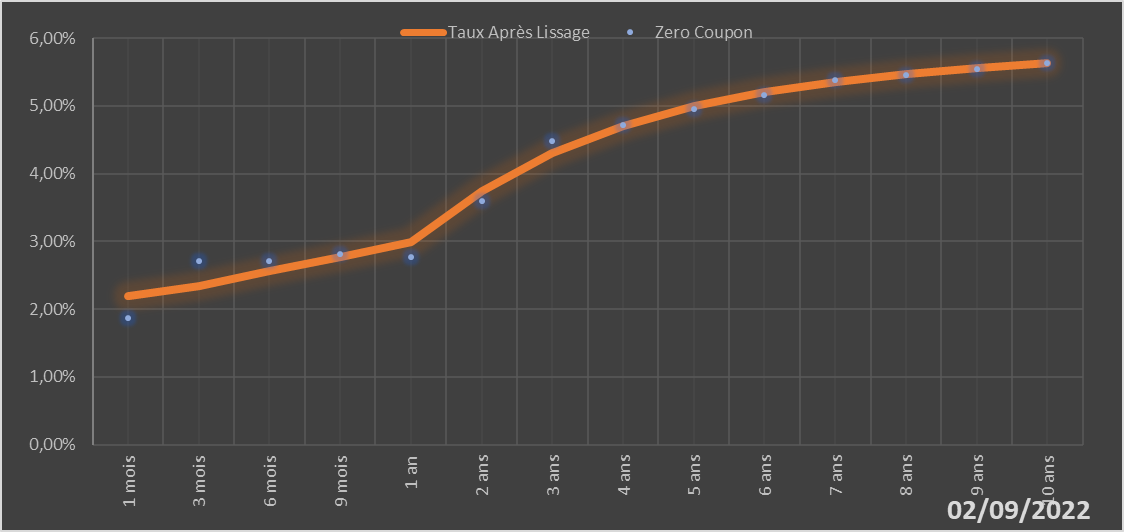 Taux Après Lissage Zero Coupon
6,00%
5,00%
4,00%
3,00%
2,00%
1,00%
0,00%
1 mois
3 mois
6 mois
9 mois
1 an
2 ans
3 ans
4 ans
5 ans
6 ans
7 ans
8 ans
9 ans
10 ans
02/09/2022